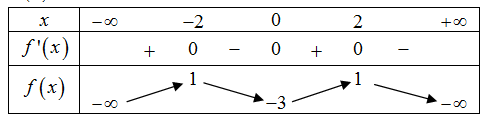 x −∞ −2 0 2 +∞
f'(x) + 0 − 0 + 0 −
f(x) −∞ 1 −3 1 −∞